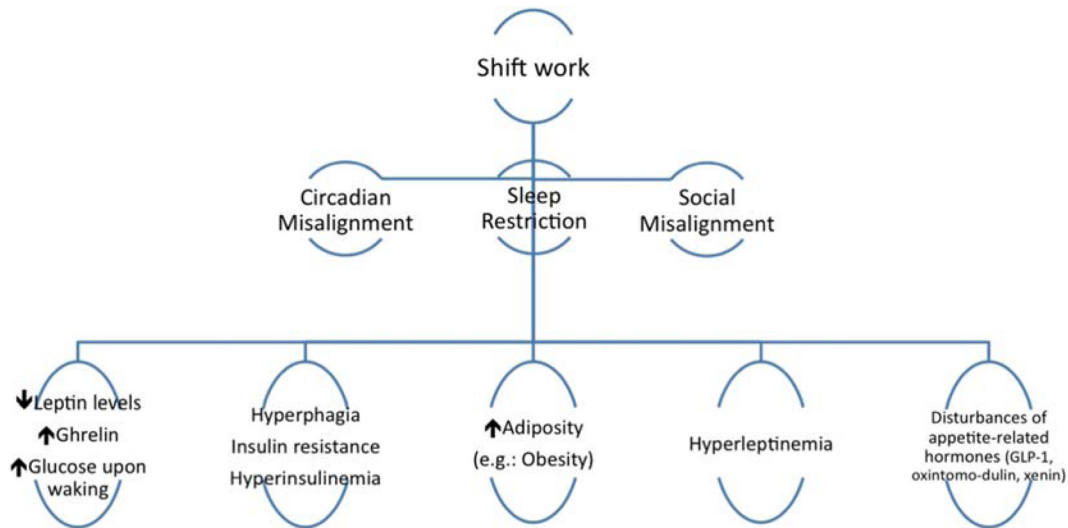 Shift work
Circadian
Misalignment
Sleep
Restriction
Social
Misalignment
↓Leptin levels
↑Ghrelin
↑Glucose upon
waking
Hyperphagia
Insulin resistance
Hyperinsulinemia
↑Adiposity
(e.g.: Obesity)
Hyperleptinemia
Disturbances of
appetite-related
hormones (GLP-1,
oxintomo-dulin, xenin)